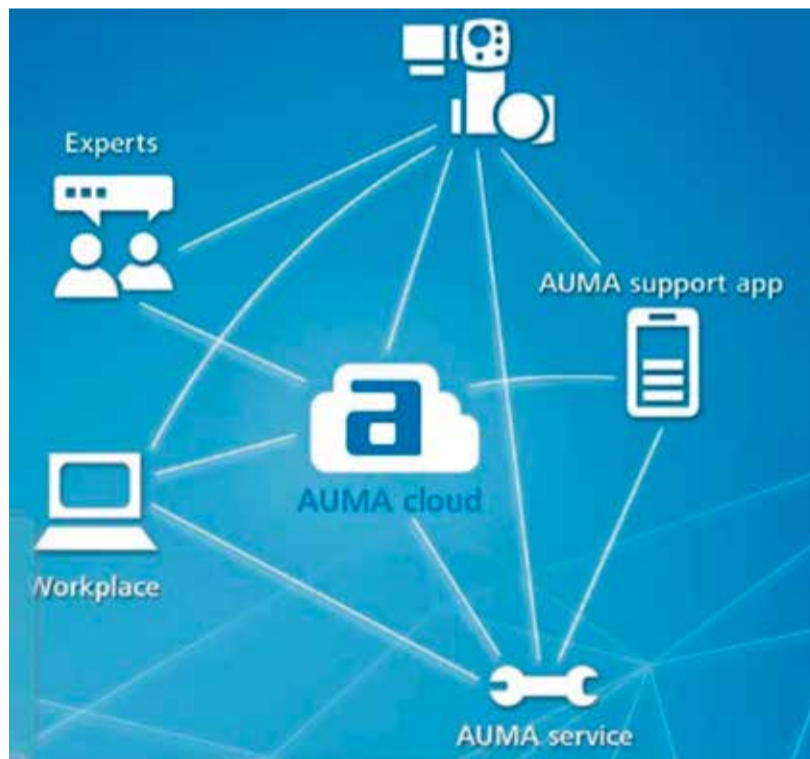 Experts
AUMA support app
a
AUMA cloud
Workplace
AUMA service